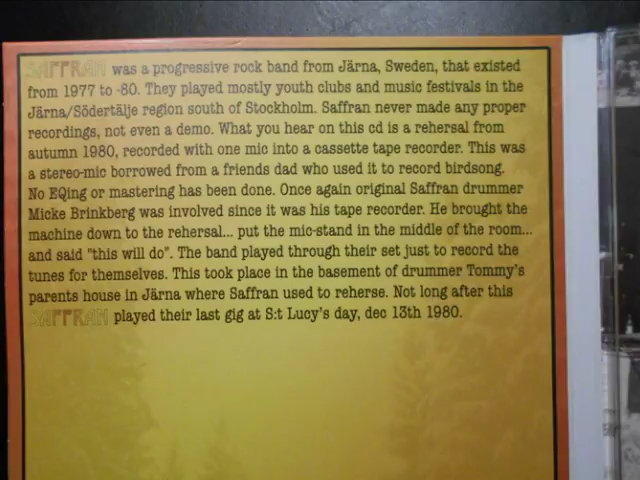 SAFFRAN was a progressive rock band from Järna, Sweden, that existed
from 1977 to -80. They played mostly youth clubs and music festivals in the
Järna/Södertälje region south of Stockholm. Saffran never made any proper
recordings, not even a demo. What you hear on this cd is a rehersal from
autumn 1980, recorded with one mic into a cassette tape recorder. This was
a stereo-mic borrowed from a friends dad who used it to record birdsong.
No EQing or mastering has been done. Once again original Saffran drummer
Micke Brinkberg was involved since it was his tape recorder. He brought the
machine down to the rehersal... put the mic-stand in the middle of the room...
and said "this will do". The band played through their set just to record the
tunes for themselves. This took place in the basement of drummer Tommy's
parents house in Järna where Saffran used to reherse. Not long after this
SAFFRAN played their last gig at S:t Lucy's day, dec 13th 1980.